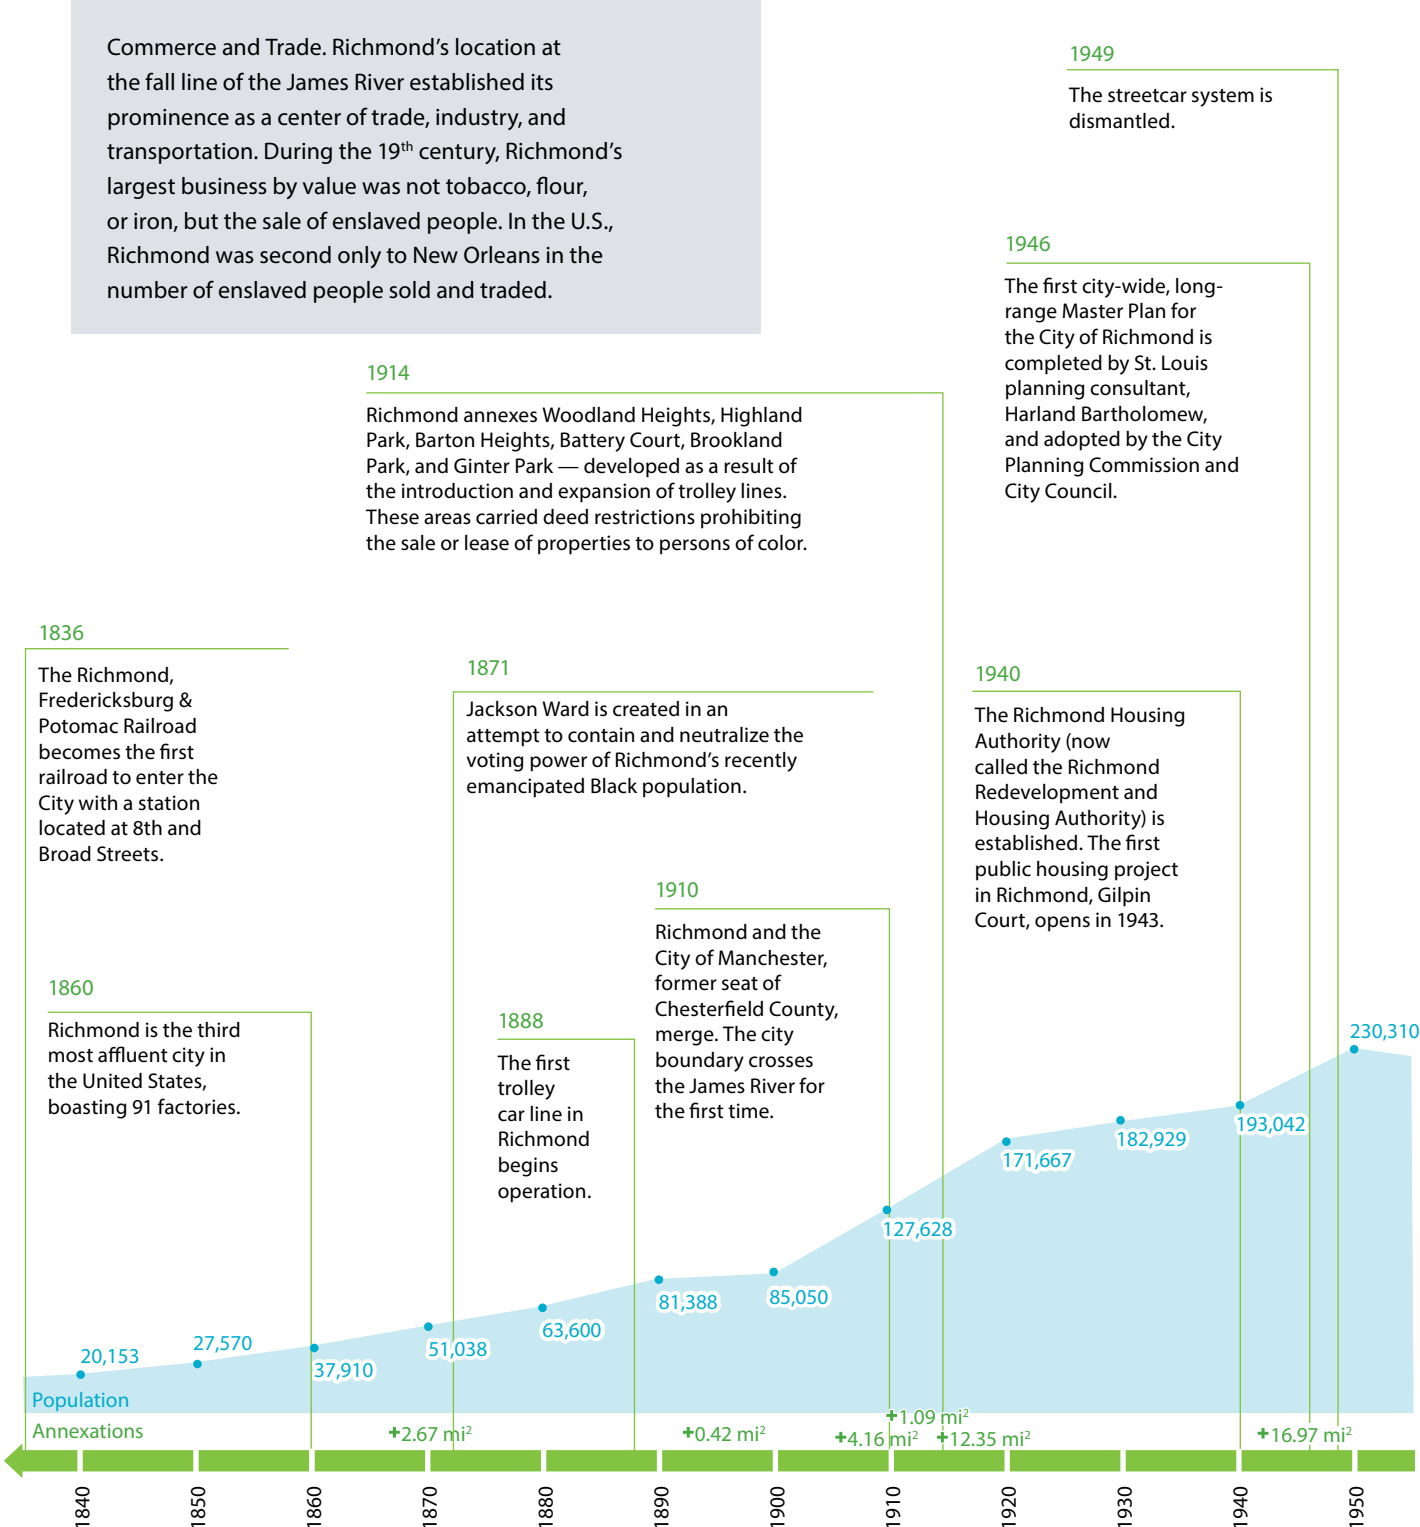 Commerce and Trade. Richmond's location at
the fall line of the James River established its
prominence as a center of trade, industry, and
transportation. During the 19th century, Richmond's
largest business by value was not tobacco, flour,
or iron, but the sale of enslaved people. In the U.S.,
Richmond was second only to New Orleans in the
number of enslaved people sold and traded.
1949
The streetcar system is
dismantled.
1946
The first city-wide, long-
range Master Plan for
the City of Richmond is
completed by St. Louis
planning consultant,
Harland Bartholomew,
and adopted by the City
Planning Commission and
City Council.
1914
Richmond annexes Woodland Heights, Highland
Park, Barton Heights, Battery Court, Brookland
Park, and Ginter Park — developed as a result of
the introduction and expansion of trolley lines.
These areas carried deed restrictions prohibiting
the sale or lease of properties to persons of color.
1836
The Richmond,
Fredericksburg &
Potomac Railroad
becomes the first
railroad to enter the
City with a station
located at 8th and
Broad Streets.
1871
Jackson Ward is created in an
attempt to contain and neutralize the
voting power of Richmond's recently
emancipated Black population.
1940
The Richmond Housing
Authority (now
called the Richmond
Redevelopment and
Housing Authority) is
established. The first
public housing project
in Richmond, Gilpin
Court, opens in 1943.
1910
Richmond and the
City of Manchester,
former seat of
Chesterfield County,
merge. The city
boundary crosses
the James River for
the first time.
1860
Richmond is the third
most affluent city in
the United States,
boasting 91 factories.
1888
The first
trolley
car line in
Richmond
begins
operation.
20,153
27,570
37,910
51,038
63,600
81,388
85,050
127,628
171,667
182,929
193,042
230,310
Population
Annexations
+2.67 mi²
+0.42 mi²
+4.16 mi²
+1.09 mi²
+12.35 mi²
+16.97 mi²
1840
1850
1860
1870
1880
1890
1900
1910
1920
1930
1940
1950